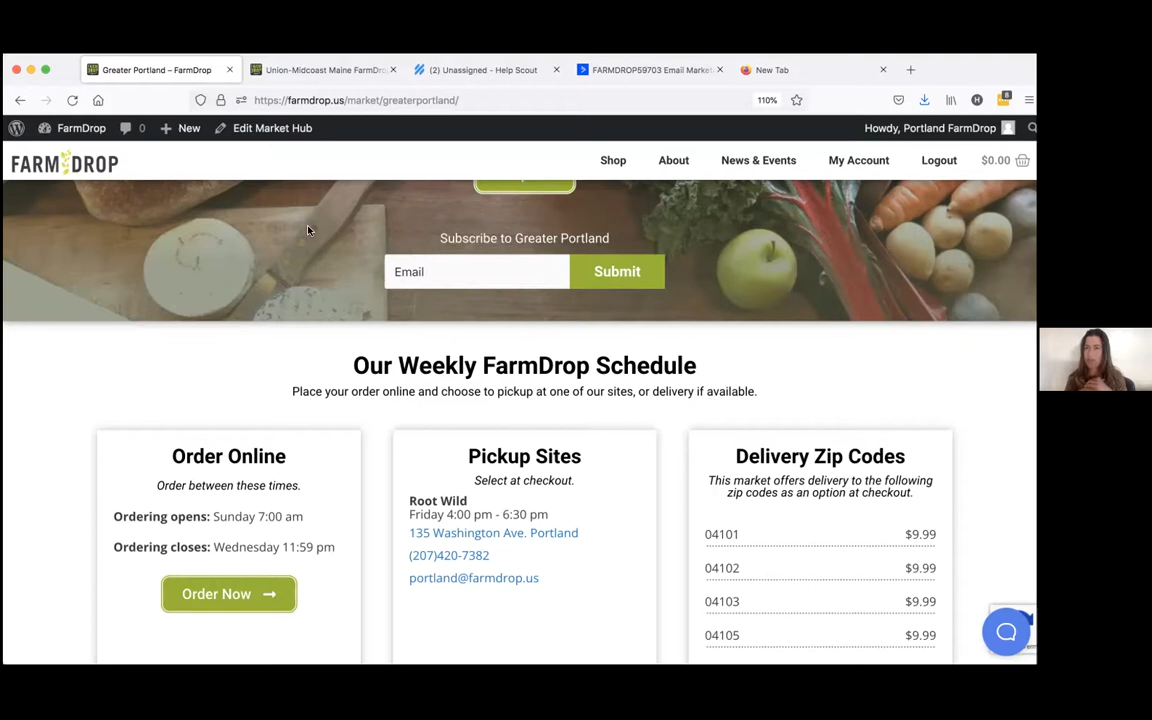 Greater Portland – FarmDrop
Union-Midcoast Maine FarmDro
(2) Unassigned - Help Scout
FARMDROP59703 Email Market
New Tab
https://farmdrop.us/market/greaterportland/
110%
8
H
FarmDrop
0
New
Edit Market Hub
Howdy, Portland FarmDrop
FARMDROP
Shop
About
News & Events
My Account
Logout
$0.00
Subscribe to Greater Portland
Email
Submit
Our Weekly FarmDrop Schedule
Place your order online and choose to pickup at one of our sites, or delivery if available.
Order Online
Order between these times.
Ordering opens: Sunday 7:00 am
Ordering closes: Wednesday 11:59 pm
Order Now
Pickup Sites
Select at checkout.
Root Wild
Friday 4:00 pm - 6:30 pm
135 Washington Ave. Portland
(207)420-7382
portland@farmdrop.us
Delivery Zip Codes
This market offers delivery to the following
zip codes as an option at checkout.
04101 $9.99
04102 $9.99
04103 $9.99
04105 $9.99